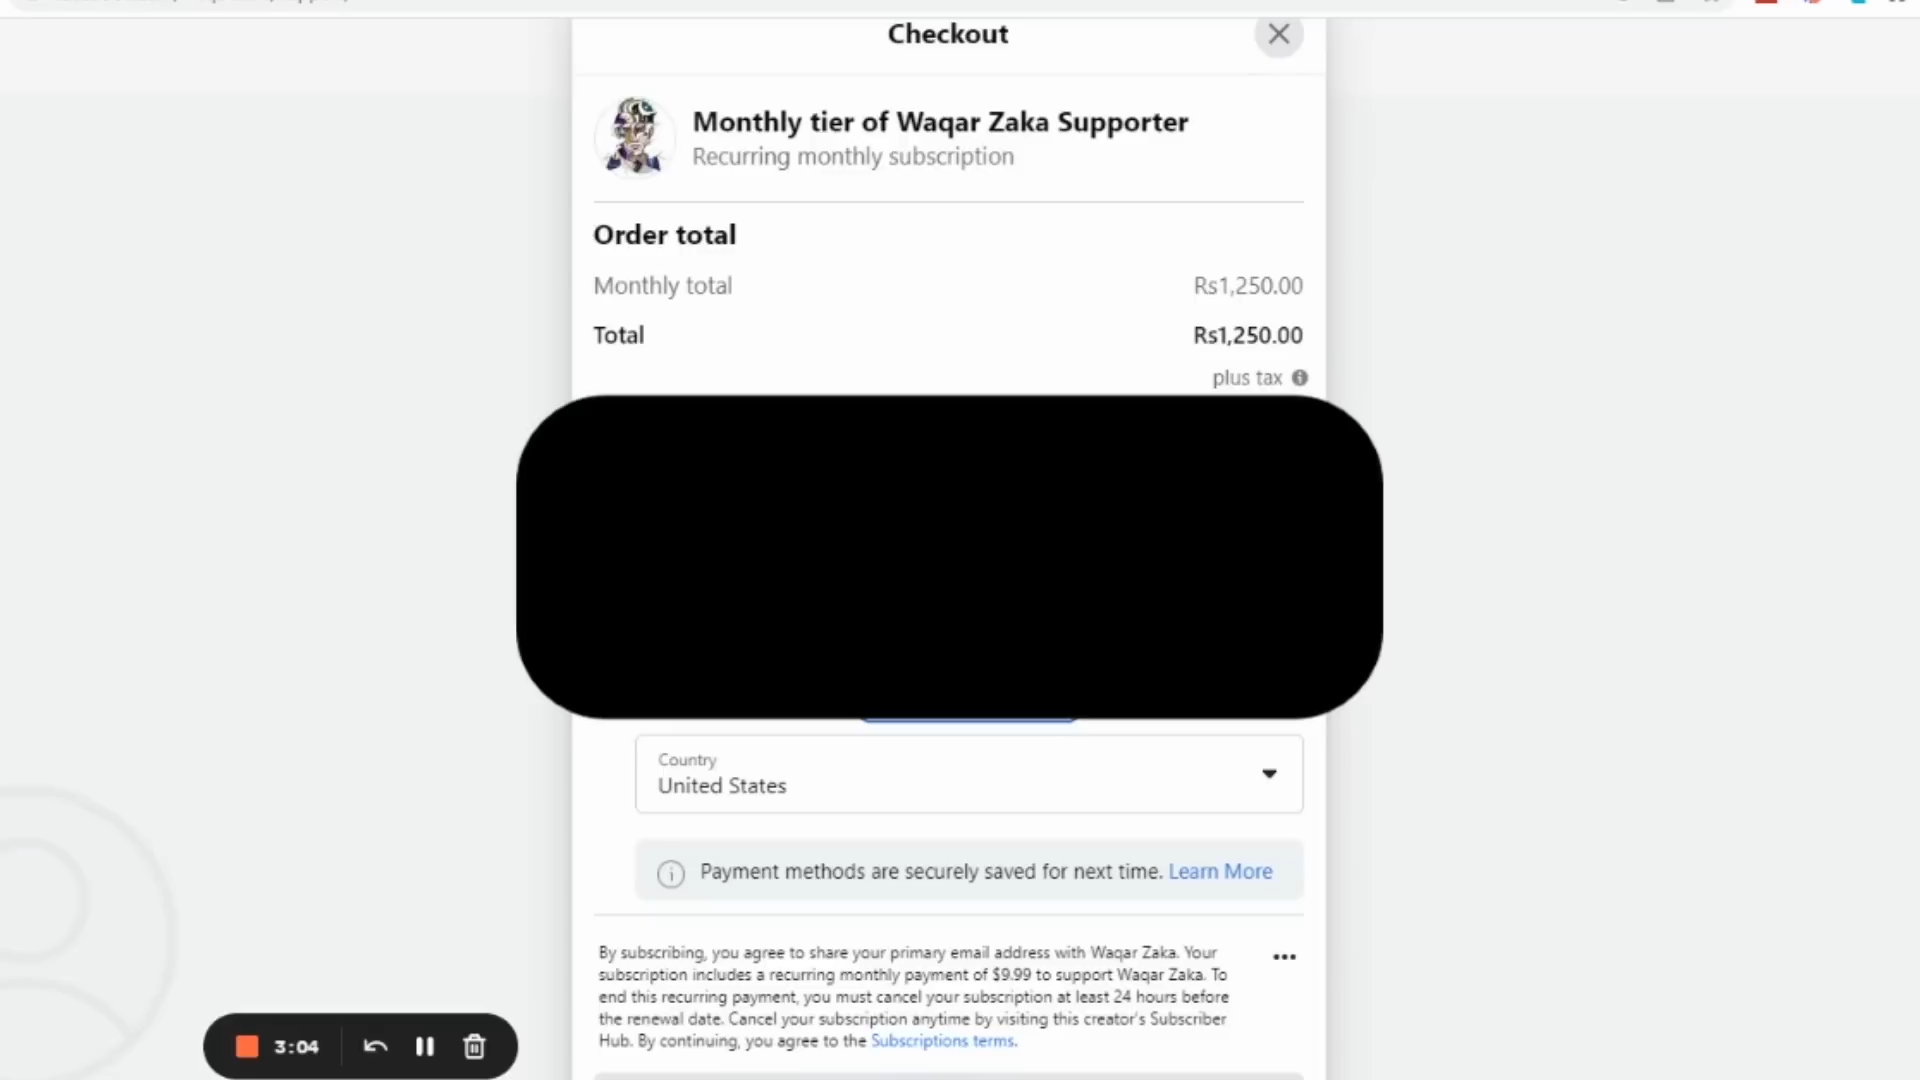 Checkout
Monthly tier of Waqar Zaka Supporter
Recurring monthly subscription
Order total
Monthly total Rs1,250.00
Total Rs1,250.00
plus tax
Country
United States
Payment methods are securely saved for next time. Learn More
By subscribing, you agree to share your primary email address with Waqar Zaka. Your
subscription includes a recurring monthly payment of $9.99 to support Waqar Zaka. To
end this recurring payment, you must cancel your subscription at least 24 hours before
the renewal date. Cancel your subscription anytime by visiting this creator's Subscriber
Hub. By continuing, you agree to the Subscriptions terms.
3:04